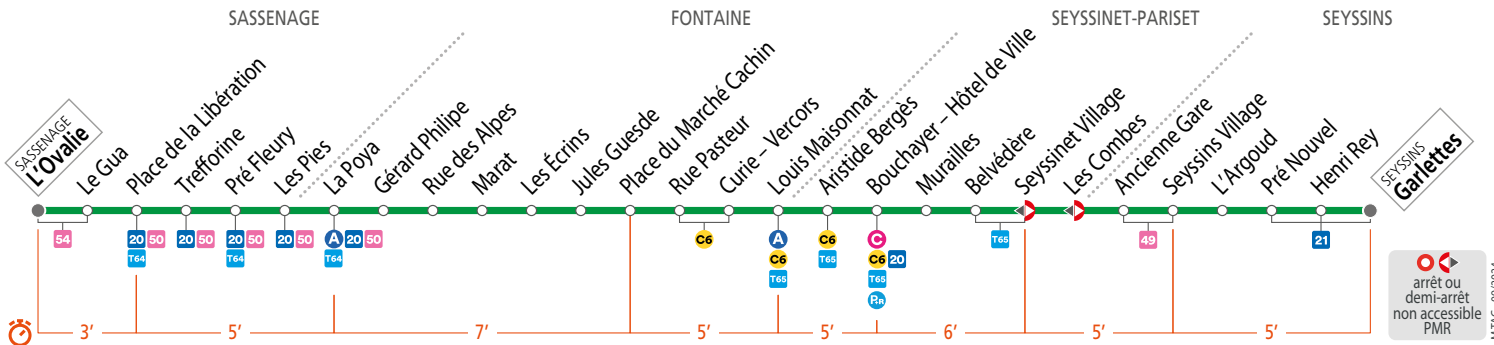 SASSENAGE
FONTAINE
SEYSSINET-PARISET
SEYSSINS
SASSENAGE
L'Ovalie
Le Gua
Place de la Libération
Trefforine
Pré Fleury
Les Pies
La Poya
Gérard Philipe
Rue des Alpes
Marat
Les Écrins
Jules Guesde
Place du Marché Cachin
Rue Pasteur
Curie – Vercors
Louis Maisonnat
Aristide Bergès
Bouchayer – Hôtel de Ville
Murailles
Belvédère
Seyssinet Village
Les Combes
Ancienne Gare
Seyssins Village
L'Argoud
Pré Nouvel
Henri Rey
SEYSSINS
Garlettes
54
20 50
T64
20 50
20 50
T64
20 50
A 20 50
T64
C6
A
C6
T65
C6
T65
C
C6 20
T65
P+R
T65
49
21
3’
5’
7’
5’
5’
6’
5’
5’
arrêt ou
demi-arrêt
non accessible
PMR